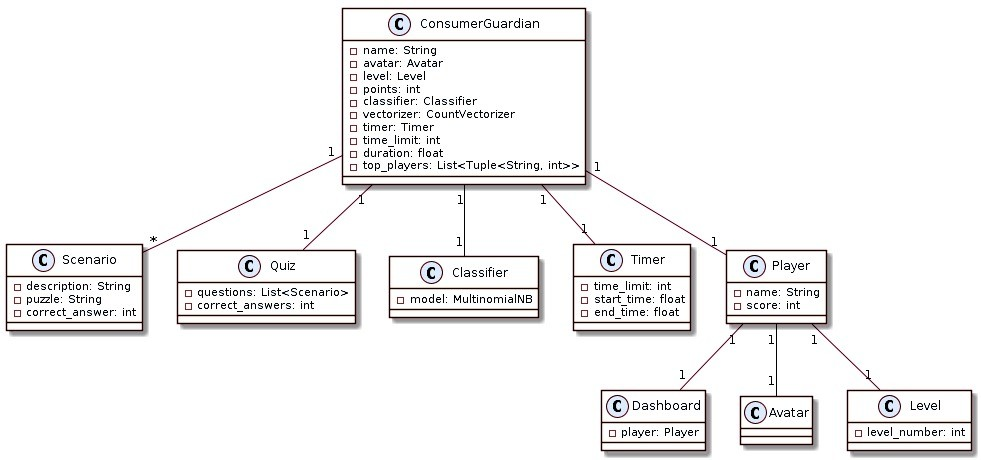 C ConsumerGuardian
name: String
avatar: Avatar
level: Level
points: int
classifier: Classifier
vectorizer: CountVectorizer
timer: Timer
time_limit: int
duration: float
top_players: List<Tuple<String, int>>
1 1
1 1 1
* 1 1 1 1
C Scenario
description: String
puzzle: String
correct_answer: int
C Quiz
questions: List<Scenario>
correct_answers: int
C Classifier
model: MultinomialNB
C Timer
time_limit: int
start_time: float
end_time: float
C Player
name: String
score: int
1 1 1
1 1 1
C Dashboard
player: Player
C Avatar
C Level
level_number: int